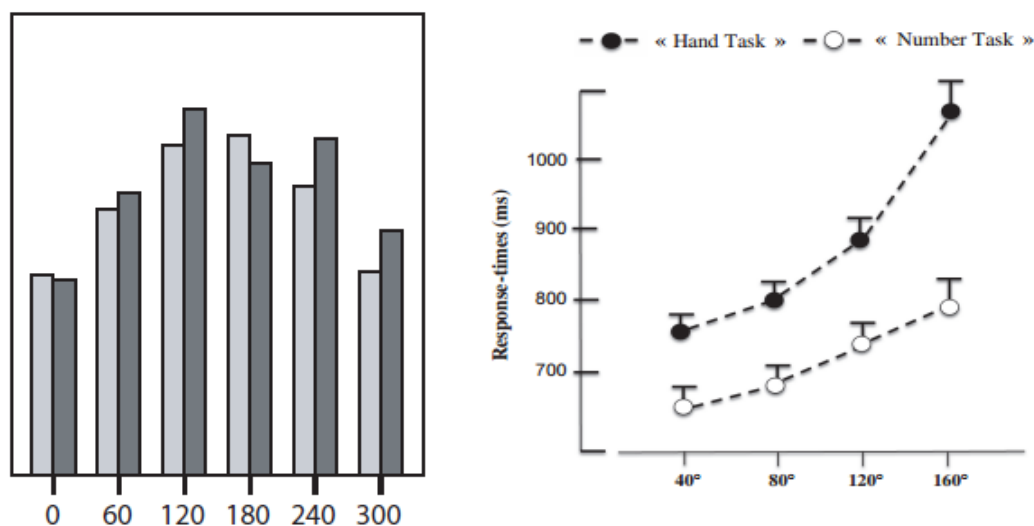 0 60 120 180 240 300
« Hand Task » « Number Task »
Response-times (ms)
1000
900
800
700
40° 80° 120° 160°